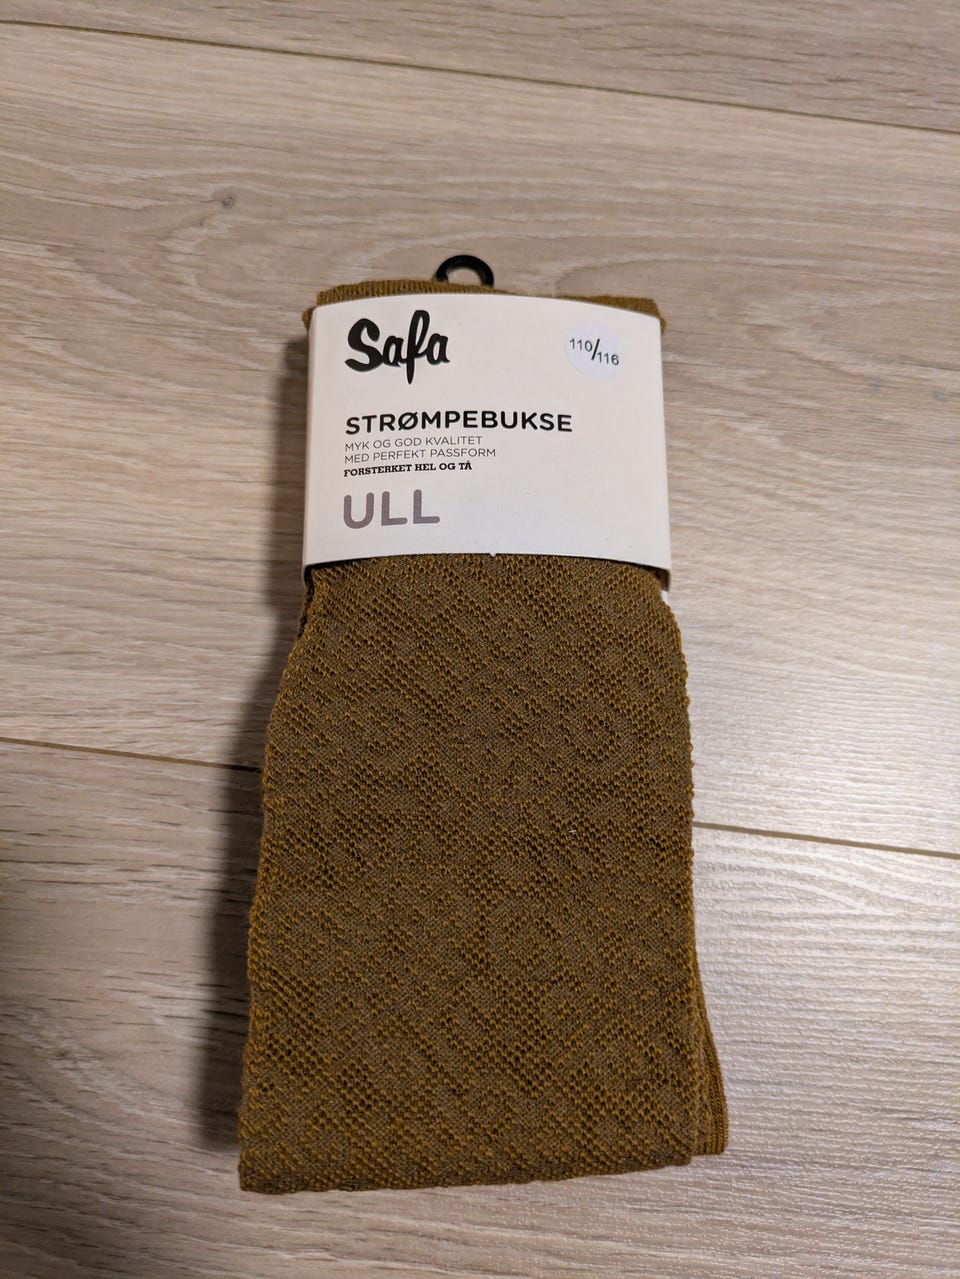 Safa
110/116
STRØMPEBUKSE
MYK OG GOD KVALITET
MED PERFEKT PASSFORM
FORSTERKET HEL OG TÅ
ULL